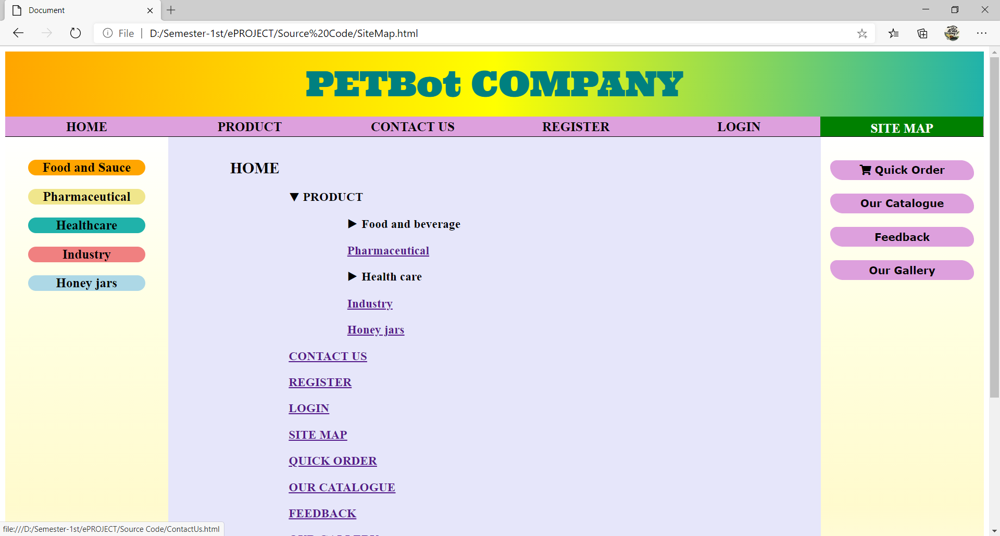 Document
File
D:/Semester-1st/ePROJECT/Source%20Code/SiteMap.html
PETBot COMPANY
HOME PRODUCT CONTACT US REGISTER LOGIN SITE MAP
Food and Sauce
Pharmaceutical
Healthcare
Industry
Honey jars
HOME
▼ PRODUCT
▶ Food and beverage
Pharmaceutical
▶ Health care
Industry
Honey jars
CONTACT US
REGISTER
LOGIN
SITE MAP
QUICK ORDER
OUR CATALOGUE
FEEDBACK
Quick Order
Our Catalogue
Feedback
Our Gallery
file:///D:/Semester-1st/ePROJECT/Source Code/ContactUs.html